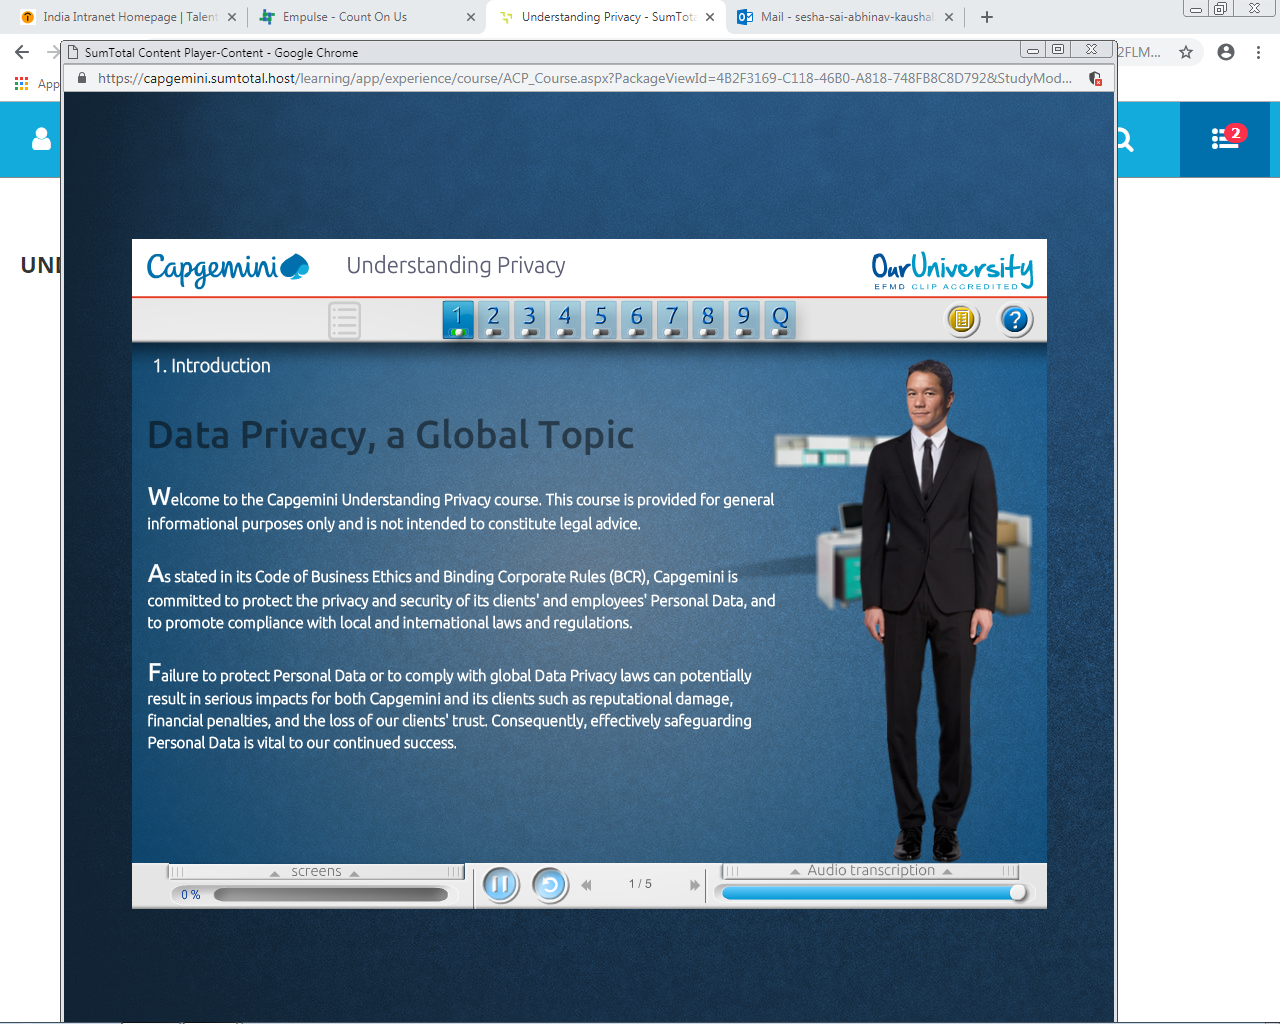 India Intranet Homepage | Talent
Empulse - Count On Us
Understanding Privacy - SumTota
Mail - sesha-sai-abhinav-kaushal
SumTotal Content Player-Content - Google Chrome
https://capgemini.sumtotal.host/learning/app/experience/course/ACP_Course.aspx?PackageViewId=4B2F3169-C118-46B0-A818-748FB8C8D792&StudyMod...
2FLM...
App
2
UND
Capgemini
Understanding Privacy
OurUniversity
EFMD CLIP ACCREDITED
1 2 3 4 5 6 7 8 9 Q
?
1. Introduction
Data Privacy, a Global Topic
Welcome to the Capgemini Understanding Privacy course. This course is provided for general
informational purposes only and is not intended to constitute legal advice.
As stated in its Code of Business Ethics and Binding Corporate Rules (BCR), Capgemini is
committed to protect the privacy and security of its clients' and employees' Personal Data, and
to promote compliance with local and international laws and regulations.
Failure to protect Personal Data or to comply with global Data Privacy laws can potentially
result in serious impacts for both Capgemini and its clients such as reputational damage,
financial penalties, and the loss of our clients' trust. Consequently, effectively safeguarding
Personal Data is vital to our continued success.
screens
Audio transcription
0 %
1 / 5